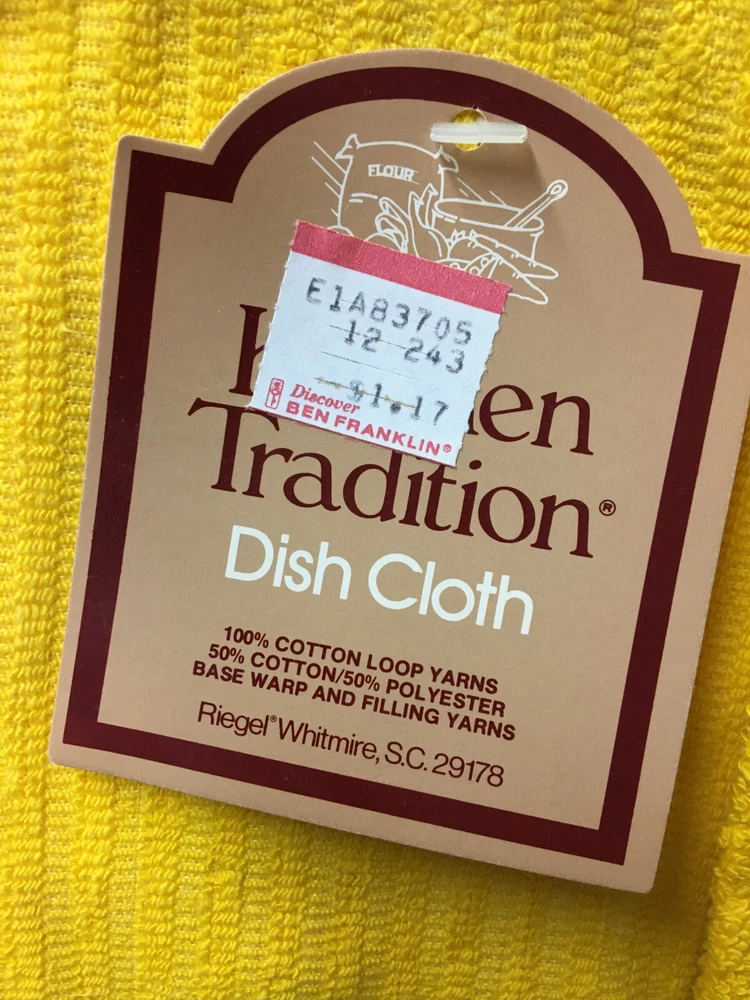 FLOUR
E1A83705
12 243
$1.17
Discover
BEN FRANKLIN®
Tradition®
Dish Cloth
100% COTTON LOOP YARNS
50% COTTON/50% POLYESTER
BASE WARP AND FILLING YARNS
Riegel® Whitmire, S.C. 29178